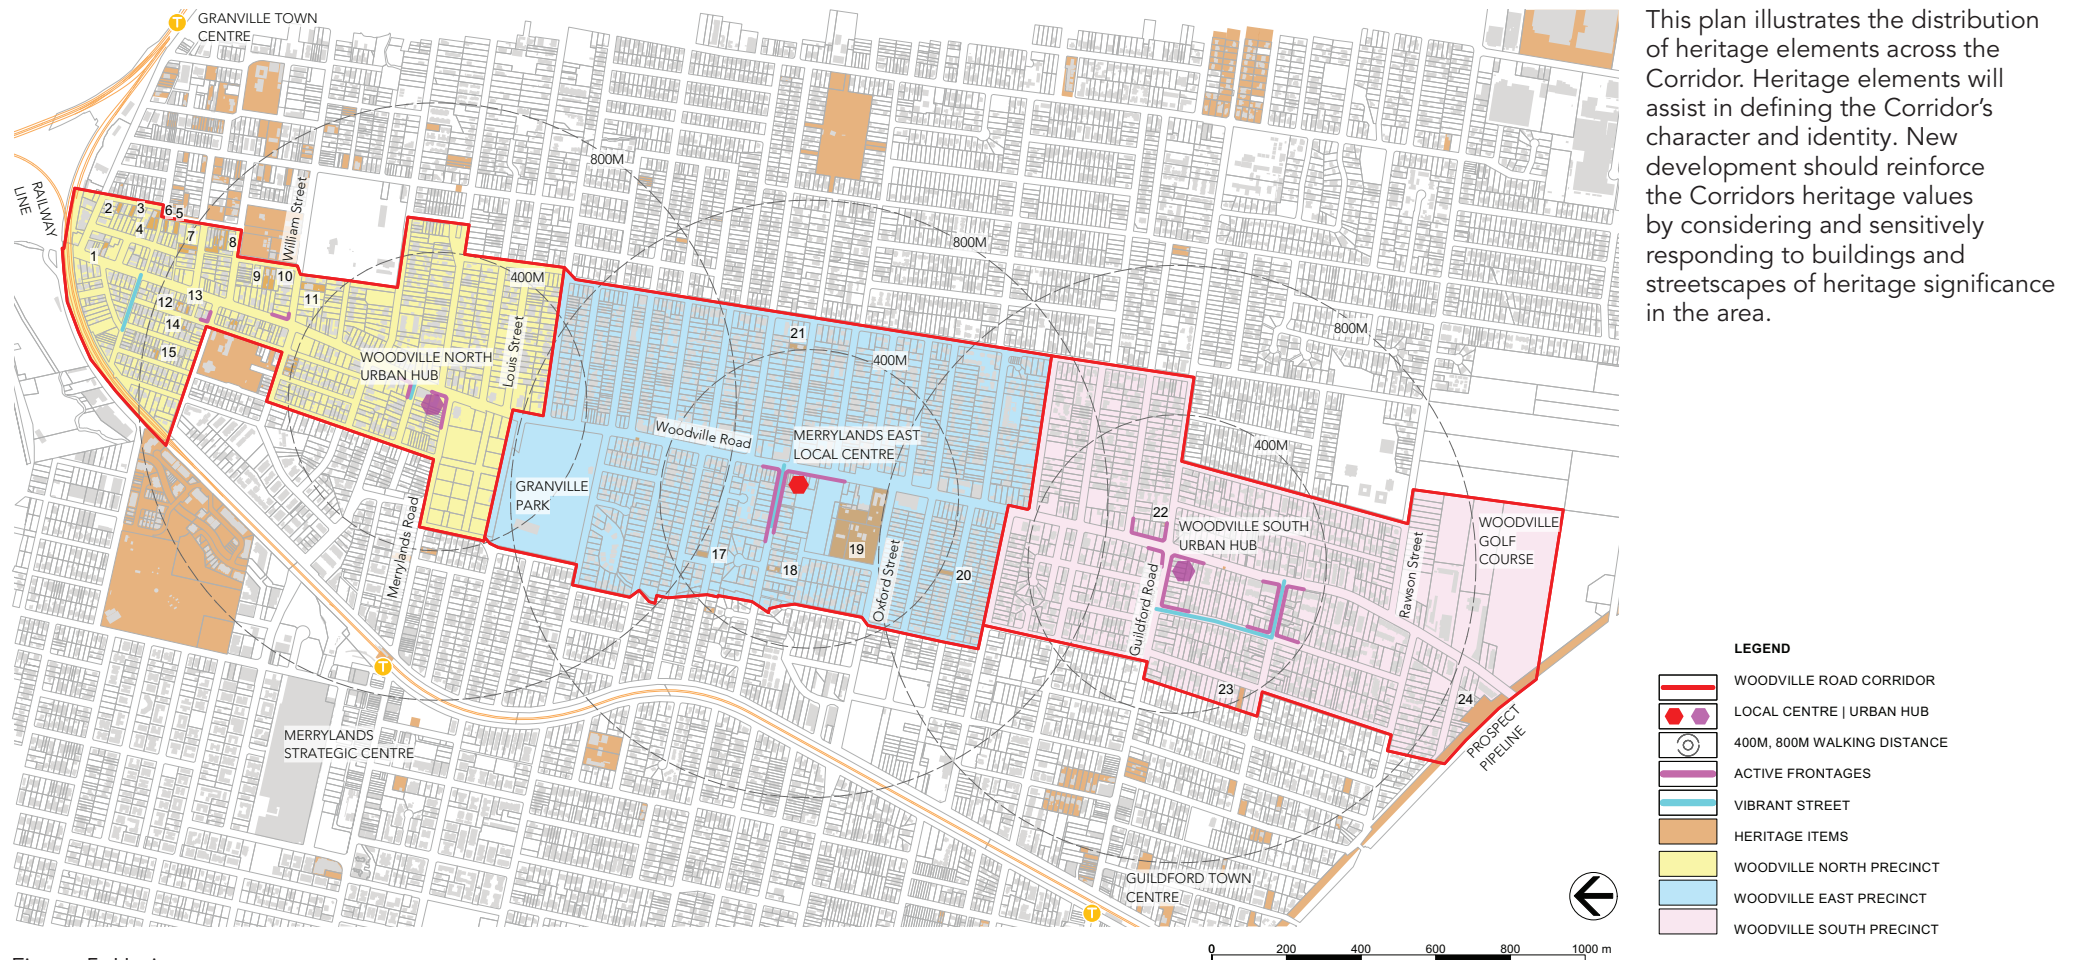 GRANVILLE TOWN
CENTRE
T
This plan illustrates the distribution
of heritage elements across the
Corridor. Heritage elements will
assist in defining the Corridor’s
character and identity. New
development should reinforce
the Corridors heritage values
by considering and sensitively
responding to buildings and
streetscapes of heritage significance
in the area.
RAILWAY
LINE
800M
800M
800M
400M
400M
400M
1
2
3
4
6
5
7
8
9
10
11
12
13
14
15
William Street
WOODVILLE NORTH
URBAN HUB
Louis Street
Merrylands Road
GRANVILLE
PARK
Woodville Road
MERRYLANDS EAST
LOCAL CENTRE
21
17
18
19
20
Oxford Street
22
WOODVILLE SOUTH
URBAN HUB
Guildford Road
Rawson Street
WOODVILLE
GOLF
COURSE
23
24
PROSPECT
PIPELINE
T
MERRYLANDS
STRATEGIC CENTRE
GUILDFORD TOWN
CENTRE
T
LEGEND
WOODVILLE ROAD CORRIDOR
LOCAL CENTRE | URBAN HUB
400M, 800M WALKING DISTANCE
ACTIVE FRONTAGES
VIBRANT STREET
HERITAGE ITEMS
WOODVILLE NORTH PRECINCT
WOODVILLE EAST PRECINCT
WOODVILLE SOUTH PRECINCT
0 200 400 600 800 1000 m